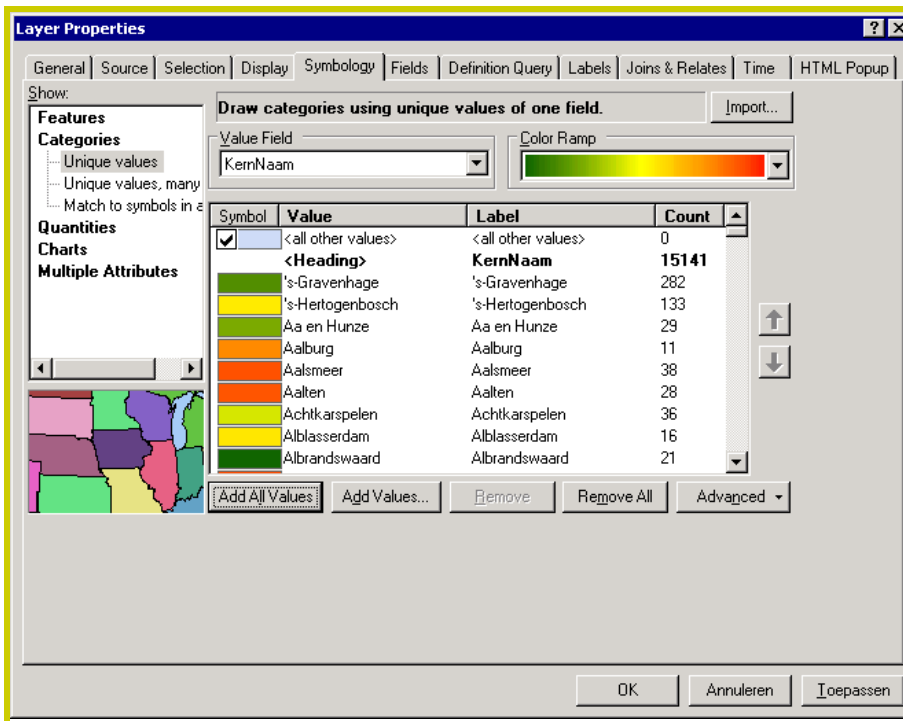 Layer Properties
General Source Selection Display Symbology Fields Definition Query Labels Joins & Relates Time HTML Popup
Show:
Features
Categories
Unique values
Unique values, many
Match to symbols in a
Quantities
Charts
Multiple Attributes
Draw categories using unique values of one field.
Import...
Value Field
KernNaam
Color Ramp
Symbol Value Label Count
<all other values> <all other values> 0
<Heading> KernNaam 15141
's-Gravenhage 's-Gravenhage 282
's-Hertogenbosch 's-Hertogenbosch 133
Aa en Hunze Aa en Hunze 29
Aalburg Aalburg 11
Aalsmeer Aalsmeer 38
Aalten Aalten 28
Achtkarspelen Achtkarspelen 36
Alblasserdam Alblasserdam 16
Albrandswaard Albrandswaard 21
Add All Values Add Values... Remove Remove All Advanced
OK Annuleren Toepassen